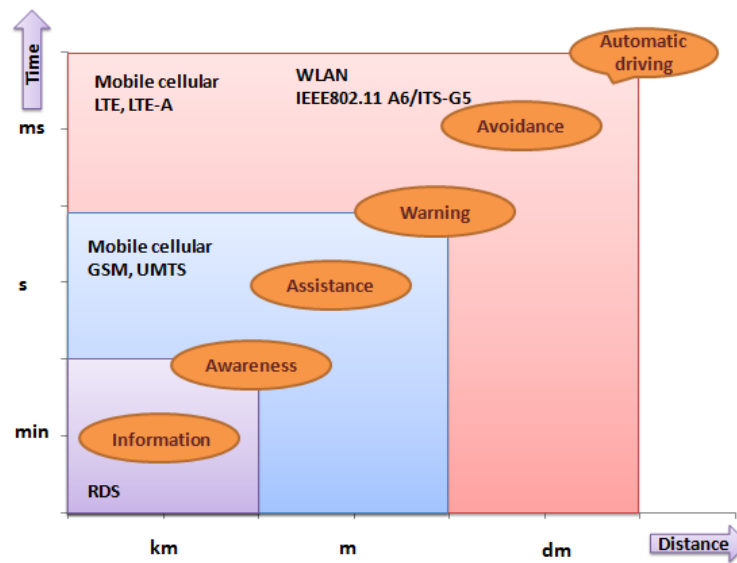 Time
Automatic
driving
Mobile cellular
LTE, LTE-A
WLAN
IEEE802.11 A6/ITS-G5
ms
Avoidance
Warning
Mobile cellular
GSM, UMTS
s
Assistance
Awareness
min
Information
RDS
km
m
dm
Distance